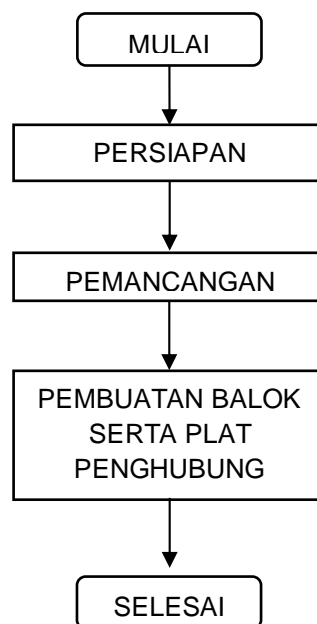 MULAI
PERSIAPAN
PEMANCANGAN
PEMBUATAN BALOK
SERTA PLAT
PENGHUBUNG
SELESAI